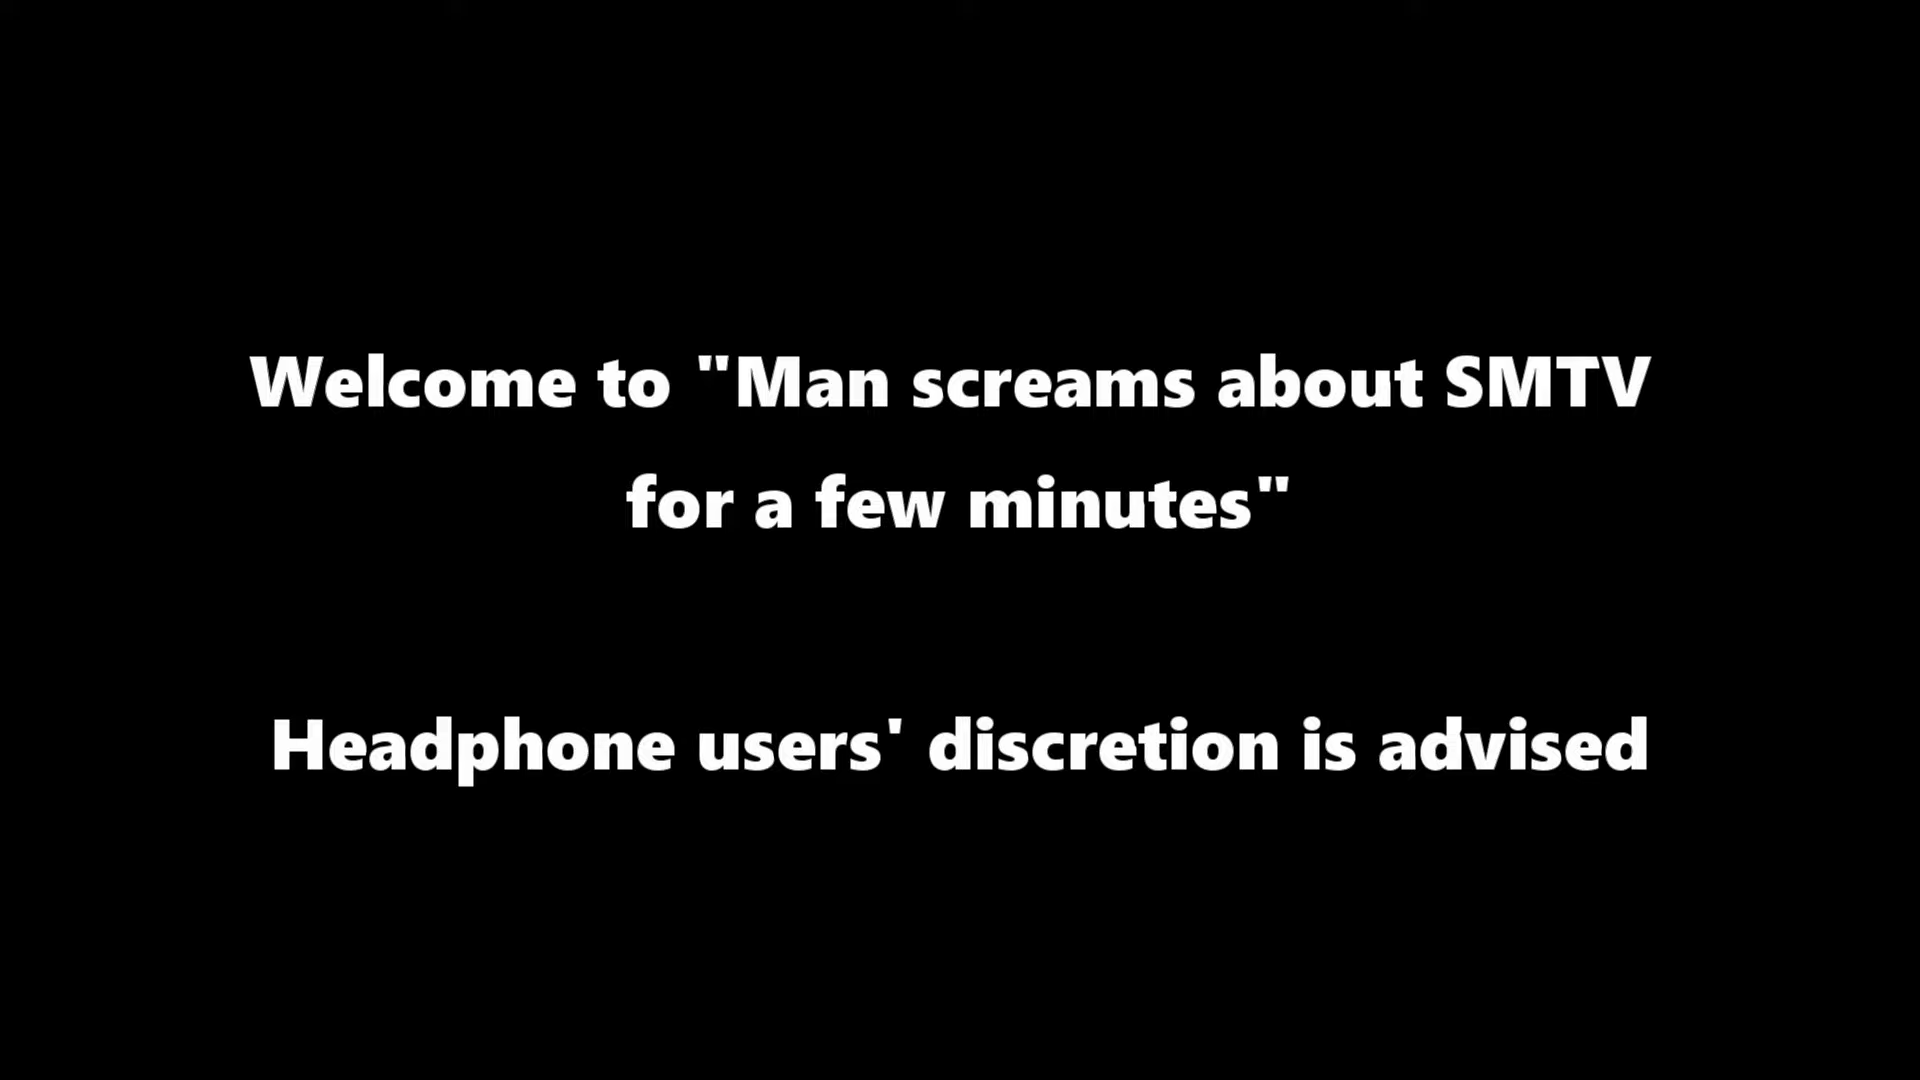 Welcome to "Man screams about SMTV
for a few minutes"
Headphone users' discretion is advised